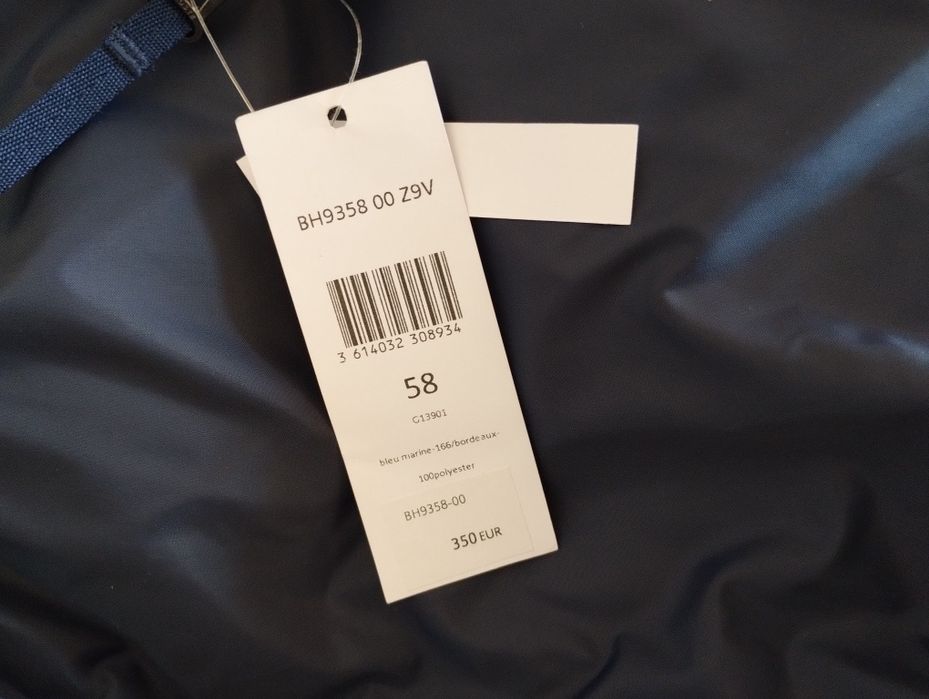 BH9358 00 Z9V
3 614032 308934
58
G13901
bleu marine-166/bordeaux-
100polyester
BH9358-00
350 EUR